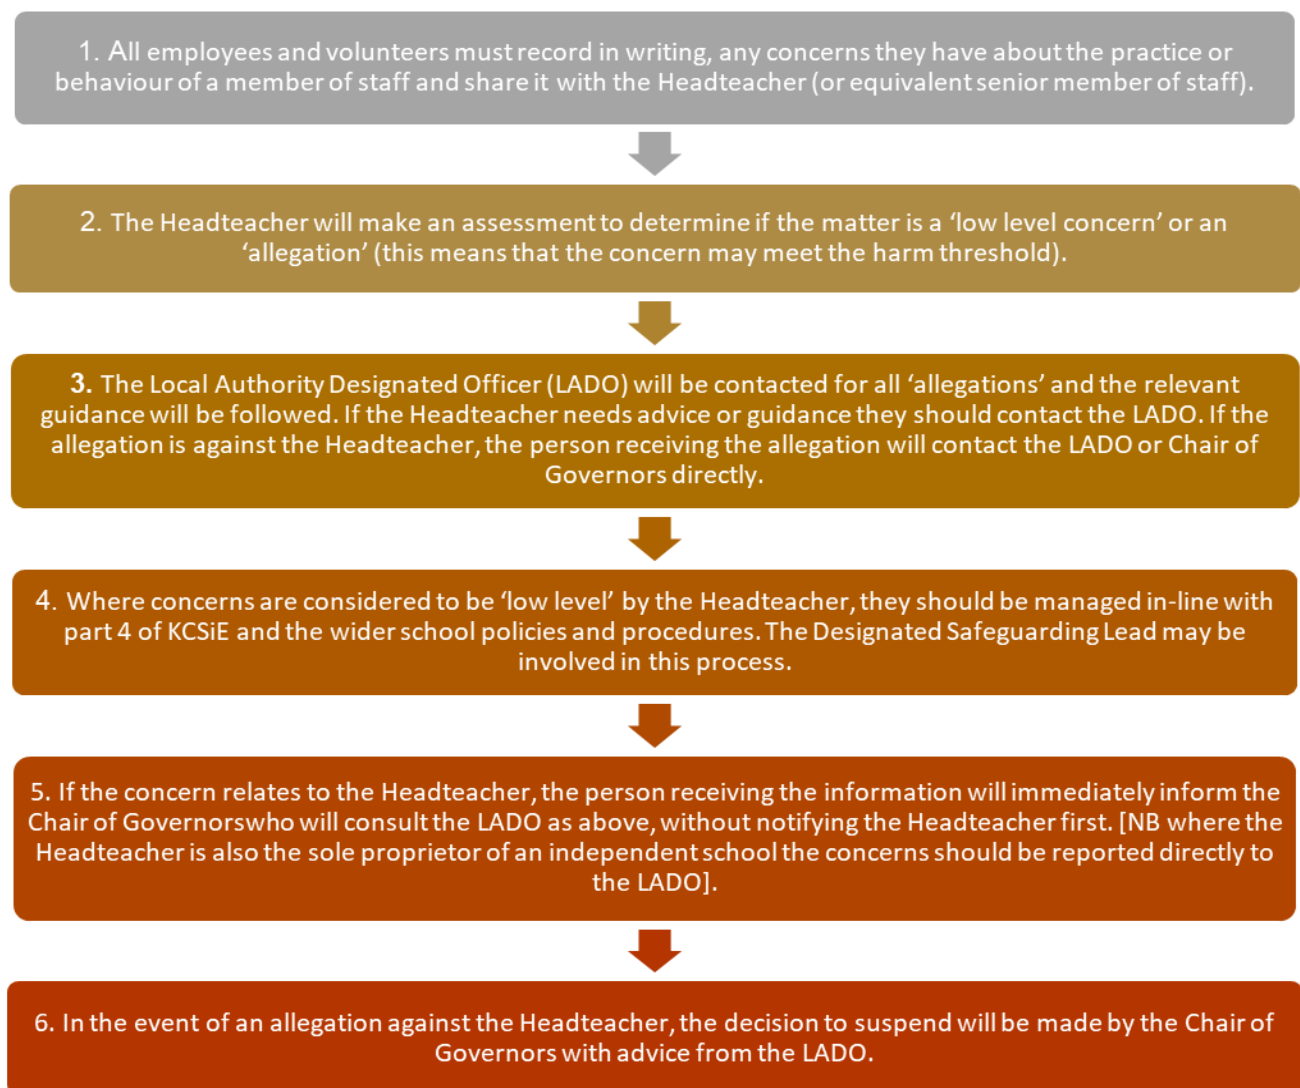 1. All employees and volunteers must record in writing, any concerns they have about the practice or
behaviour of a member of staff and share it with the Headteacher (or equivalent senior member of staff).
2. The Headteacher will make an assessment to determine if the matter is a ‘low level concern’ or an
‘allegation’ (this means that the concern may meet the harm threshold).
3. The Local Authority Designated Officer (LADO) will be contacted for all ‘allegations’ and the relevant
guidance will be followed. If the Headteacher needs advice or guidance they should contact the LADO. If the
allegation is against the Headteacher, the person receiving the allegation will contact the LADO or Chair of
Governors directly.
4. Where concerns are considered to be ‘low level’ by the Headteacher, they should be managed in-line with
part 4 of KCSiE and the wider school policies and procedures. The Designated Safeguarding Lead may be
involved in this process.
5. If the concern relates to the Headteacher, the person receiving the information will immediately inform the
Chair of Governorswho will consult the LADO as above, without notifying the Headteacher first. [NB where the
Headteacher is also the sole proprietor of an independent school the concerns should be reported directly to
the LADO].
6. In the event of an allegation against the Headteacher, the decision to suspend will be made by the Chair of
Governors with advice from the LADO.